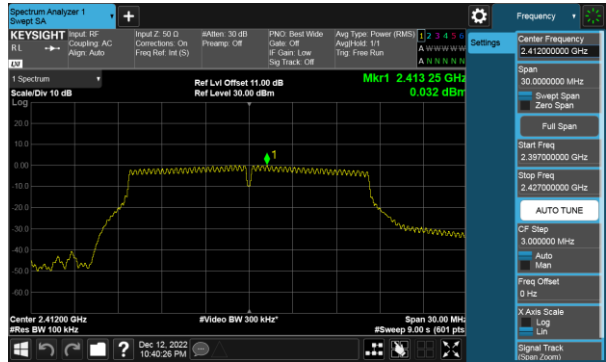 Spectrum Analyzer 1
Swept SA
Frequency
KEYSIGHT
RL
LM
Input: RF
Coupling: AC
Align: Auto
Input Z: 50 Ω
Corrections: On
Freq Ref: Int (S)
#Atten: 30 dB
Preamp: Off
PNO: Best Wide
Gate: Off
IF Gain: Low
Sig Track: Off
Avg Type: Power (RMS)
Avg|Hold: 1/1
Trig: Free Run
1 2 3 4 5 6
A W W W W W
A N N N N N
Settings
1 Spectrum
Scale/Div 10 dB
Log
Ref Lvl Offset 11.00 dB
Ref Level 30.00 dBm
Mkr1 2.413 25 GHz
0.032 dBm
20.0
10.0
0.00
-10.0
-20.0
-30.0
-40.0
-50.0
-60.0
1
Center 2.41200 GHz
#Res BW 100 kHz
#Video BW 300 kHz*
Span 30.00 MHz
#Sweep 9.00 s (601 pts)
Dec 12, 2022
10:40:26 PM
Center Frequency
2.412000000 GHz
Span
30.0000000 MHz
Swept Span
Zero Span
Full Span
Start Freq
2.397000000 GHz
Stop Freq
2.427000000 GHz
AUTO TUNE
CF Step
3.000000 MHz
Auto
Man
Freq Offset
0 Hz
X Axis Scale
Log
Lin
Signal Track
(Span Zoom)